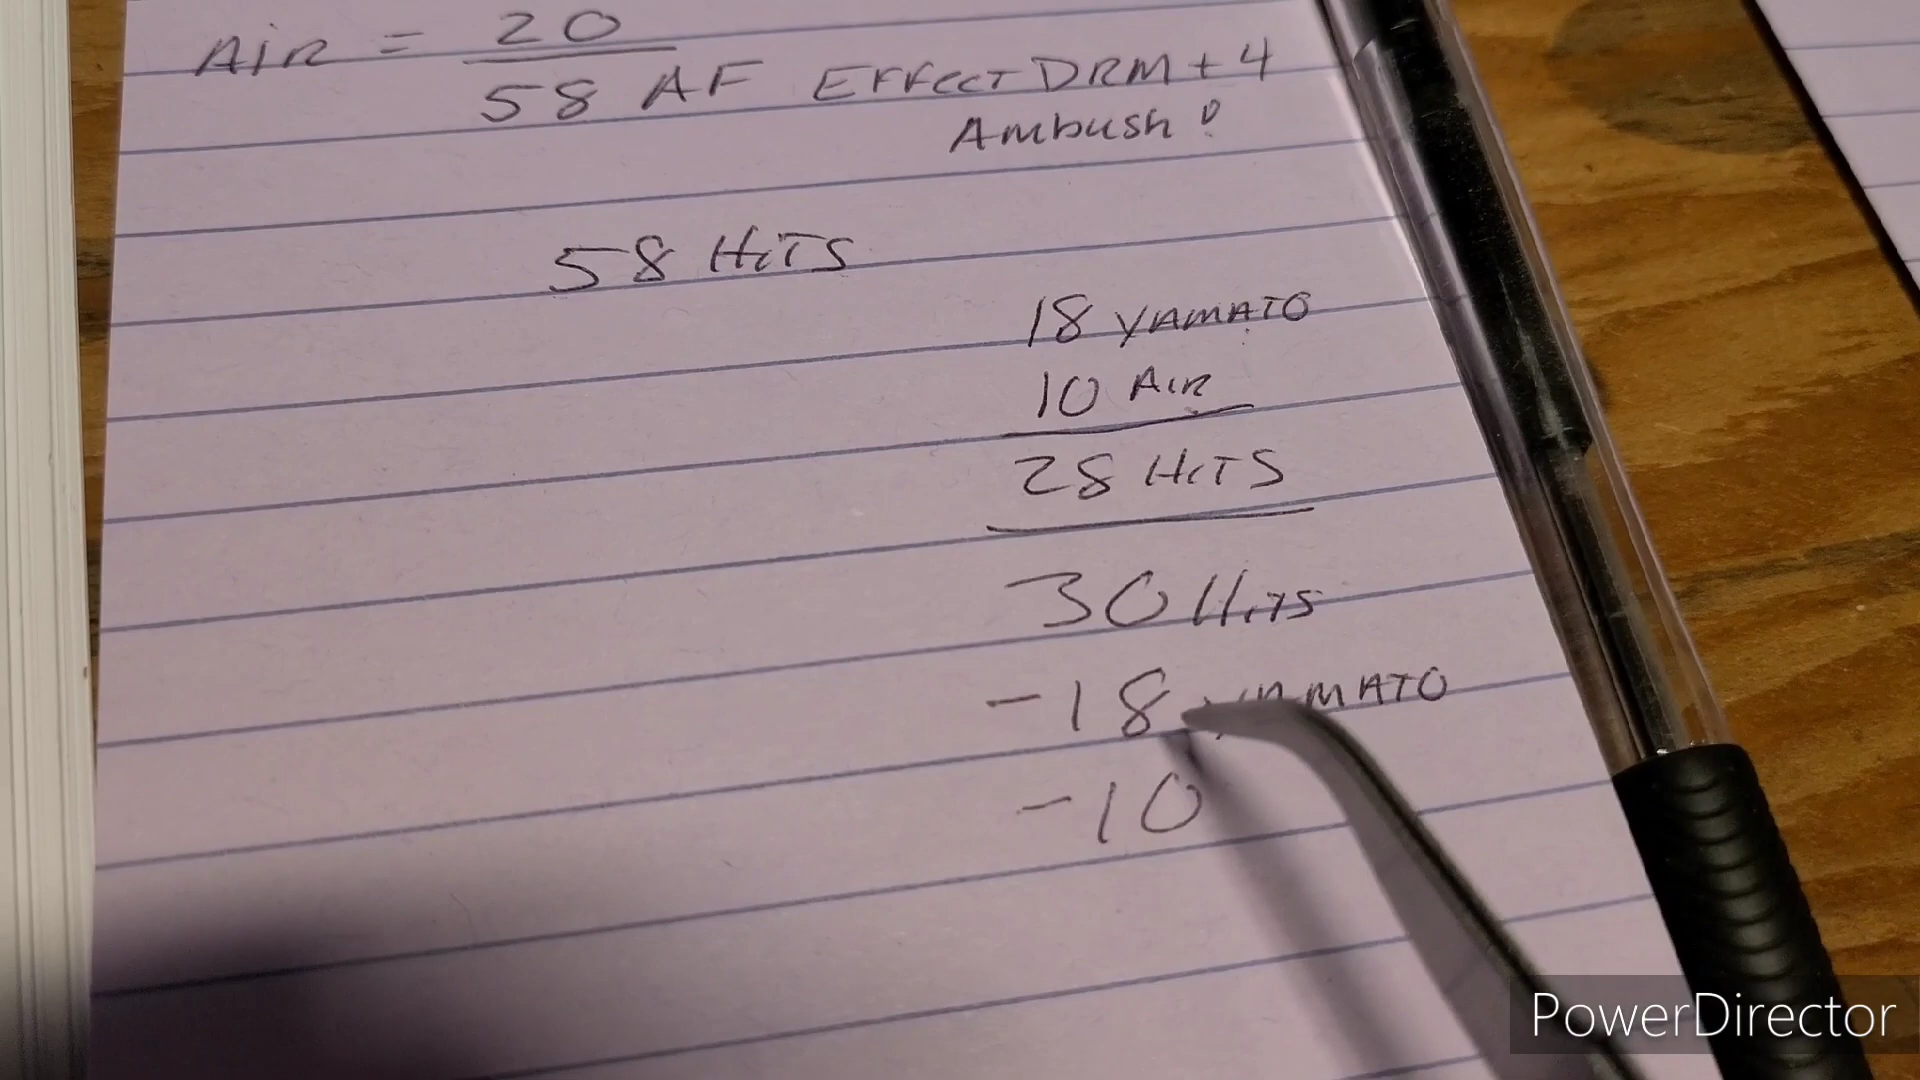 AIR = 20
58 AF EFFECT DRM + 4
Ambush!
58 HITS
18 YAMATO
10 AIR
28 HITS
30 HITS
-18 YAMATO
-10
PowerDirector